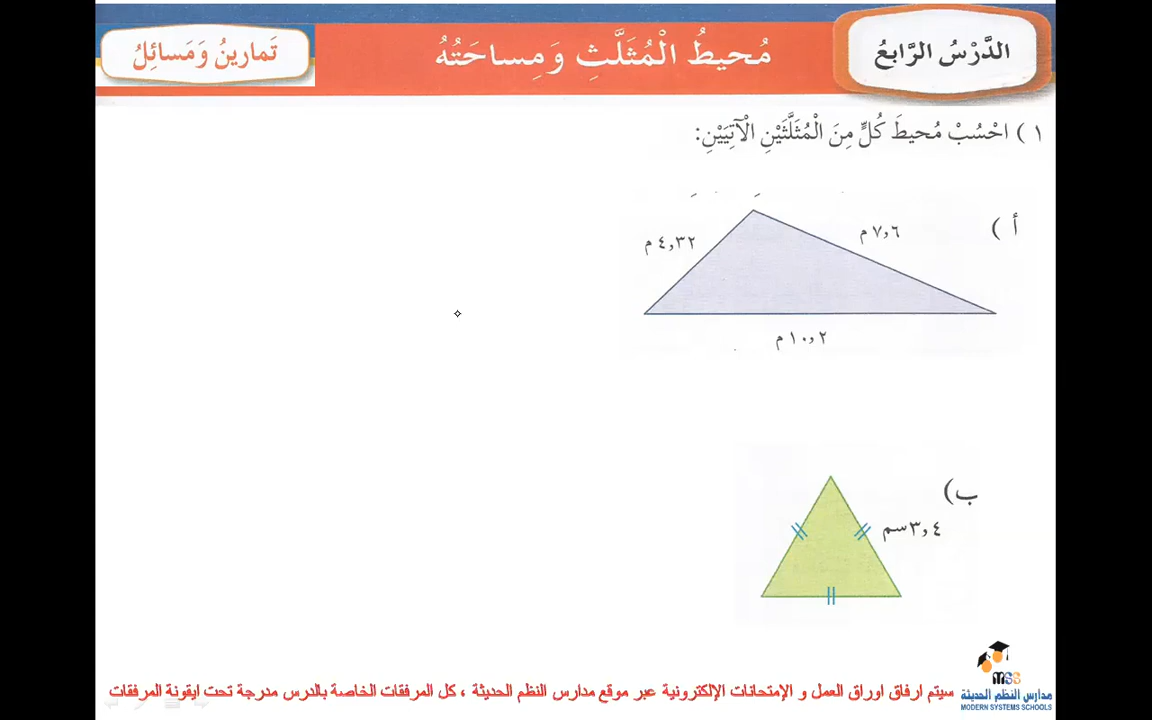 الدَّرْسُ الرَّابِعُ
مُحيطُ الْمُثَلَّثِ وَمِساحَتُهُ
تَمارينُ وَمَسائِلُ
١ ) احْسُبْ مُحيطَ كُلٍّ مِنَ الْمُثَلَّثَيْنِ الْآتِيَيْنِ:
أ )
٧,٦ م
٤,٣٢ م
١٠,٢ م
ب)
٣,٤ سم
سيتم ارفاق اوراق العمل و الإمتحانات الإلكترونية عبر موقع مدارس النظم الحديثة ، كل المرفقات الخاصة بالدرس مدرجة تحت ايقونة المرفقات
MSS
مدارس النظم الحديثة
MODERN SYSTEMS SCHOOLS